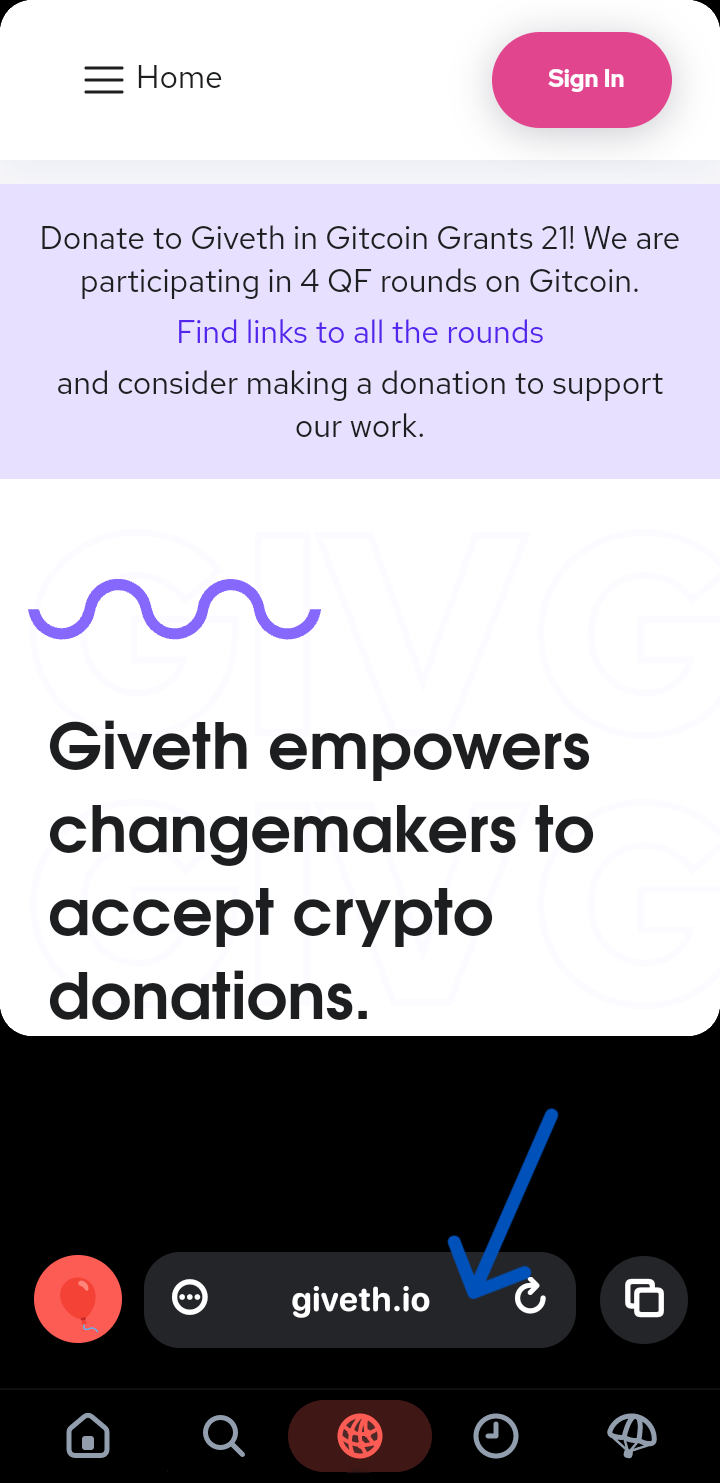 Home
Sign In
Donate to Giveth in Gitcoin Grants 21! We are
participating in 4 QF rounds on Gitcoin.
Find links to all the rounds
and consider making a donation to support
our work.
Giveth empowers
changemakers to
accept crypto
donations.
giveth.io